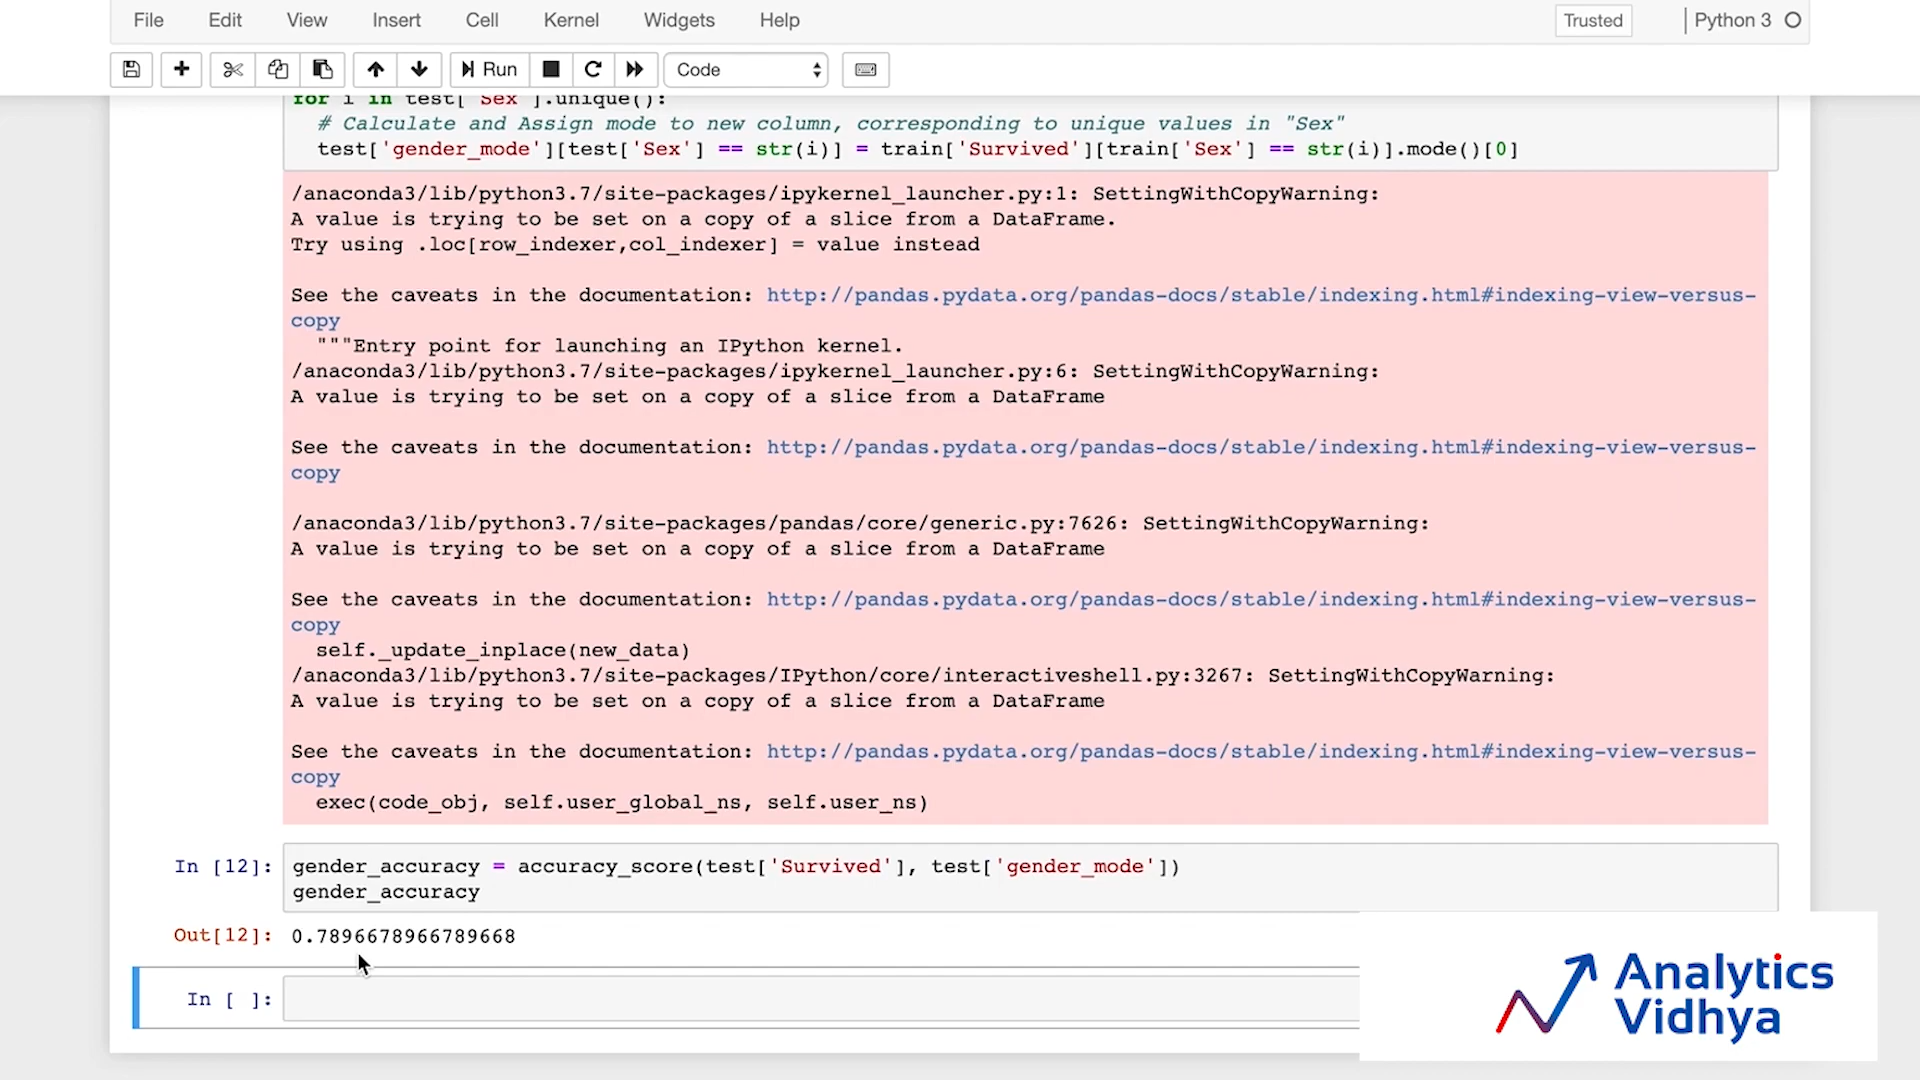 File Edit View Insert Cell Kernel Widgets Help Trusted Python 3
Run Code
for i in test['Sex'].unique():
# Calculate and Assign mode to new column, corresponding to unique values in "Sex"
test['gender_mode'][test['Sex'] == str(i)] = train['Survived'][train['Sex'] == str(i)].mode()[0]
/anaconda3/lib/python3.7/site-packages/ipykernel_launcher.py:1: SettingWithCopyWarning:
A value is trying to be set on a copy of a slice from a DataFrame.
Try using .loc[row_indexer,col_indexer] = value instead
See the caveats in the documentation: http://pandas.pydata.org/pandas-docs/stable/indexing.html#indexing-view-versus-
copy
"""Entry point for launching an IPython kernel.
/anaconda3/lib/python3.7/site-packages/ipykernel_launcher.py:6: SettingWithCopyWarning:
A value is trying to be set on a copy of a slice from a DataFrame
See the caveats in the documentation: http://pandas.pydata.org/pandas-docs/stable/indexing.html#indexing-view-versus-
copy
/anaconda3/lib/python3.7/site-packages/pandas/core/generic.py:7626: SettingWithCopyWarning:
A value is trying to be set on a copy of a slice from a DataFrame
See the caveats in the documentation: http://pandas.pydata.org/pandas-docs/stable/indexing.html#indexing-view-versus-
copy
self._update_inplace(new_data)
/anaconda3/lib/python3.7/site-packages/IPython/core/interactiveshell.py:3267: SettingWithCopyWarning:
A value is trying to be set on a copy of a slice from a DataFrame
See the caveats in the documentation: http://pandas.pydata.org/pandas-docs/stable/indexing.html#indexing-view-versus-
copy
exec(code_obj, self.user_global_ns, self.user_ns)
In [12]: gender_accuracy = accuracy_score(test['Survived'], test['gender_mode'])
gender_accuracy
Out[12]: 0.7896678966789668
In [ ]:
Analytics
Vidhya